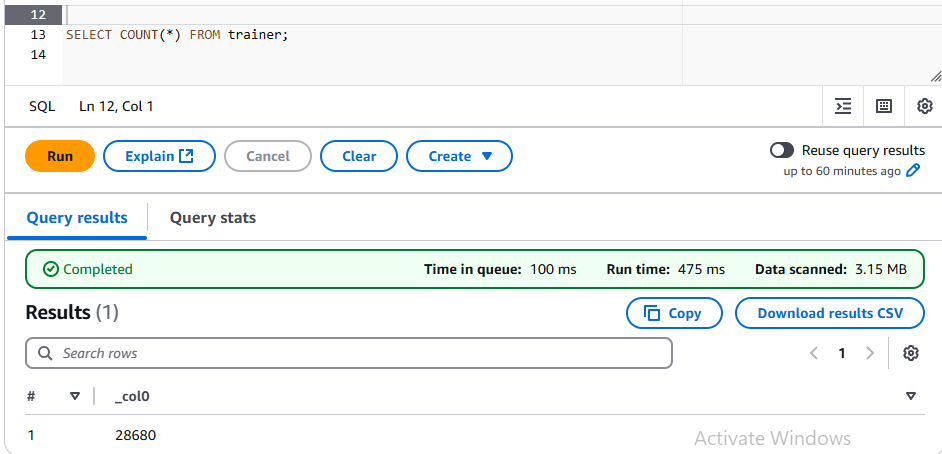 12
13 SELECT COUNT(*) FROM trainer;
14
SQL Ln 12, Col 1
Run Explain Cancel Clear Create Reuse query results
up to 60 minutes ago
Query results Query stats
Completed Time in queue: 100 ms Run time: 475 ms Data scanned: 3.15 MB
Results (1) Copy Download results CSV
Search rows 1
# _col0
1 28680
Activate Windows